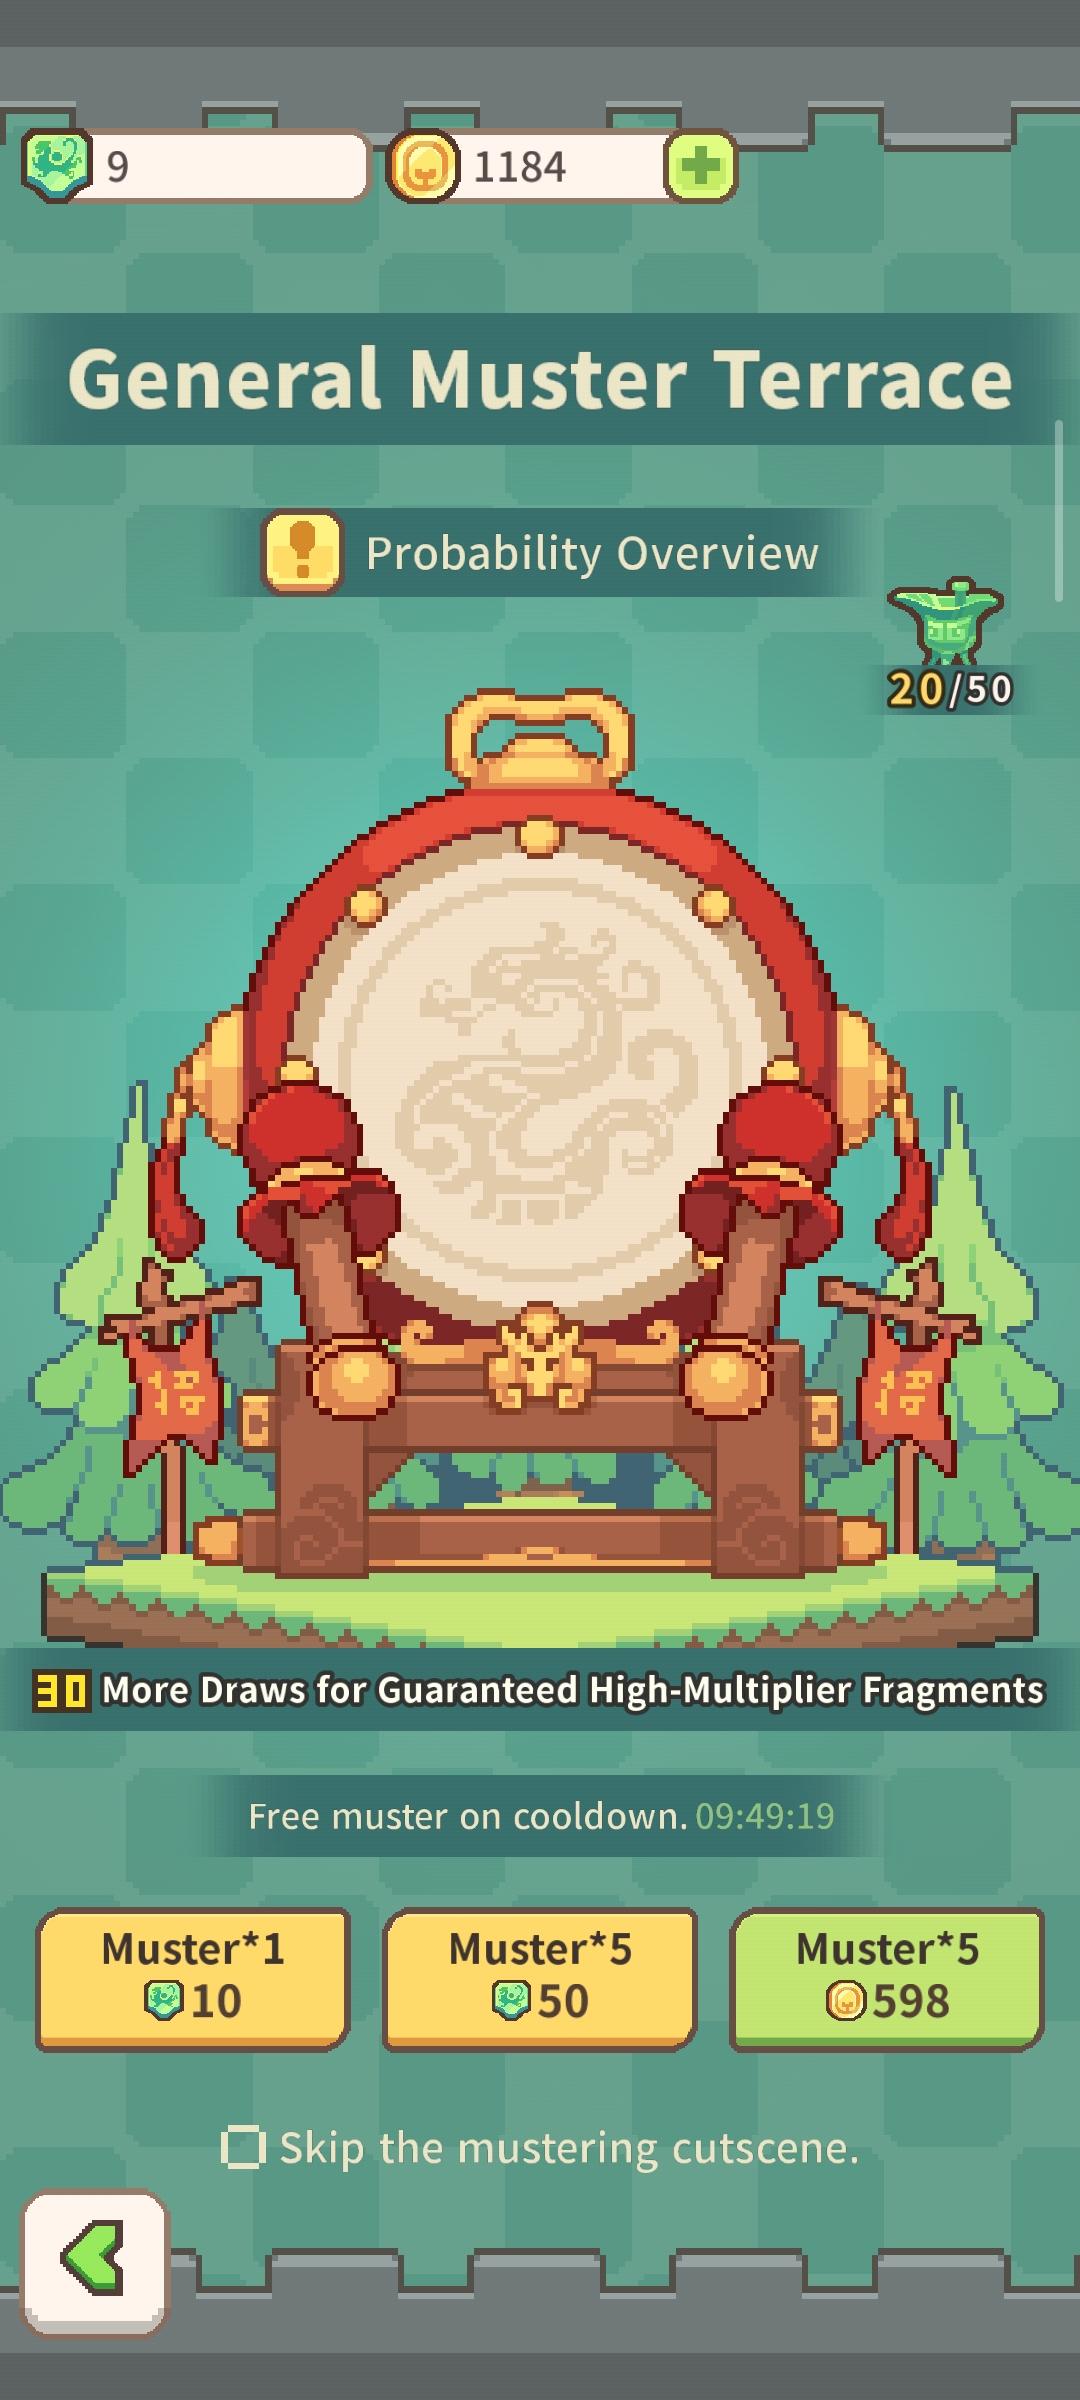 9
1184
General Muster Terrace
Probability Overview
20/50
30 More Draws for Guaranteed High-Multiplier Fragments
Free muster on cooldown. 09:49:19
Muster*1
10
Muster*5
50
Muster*5
598
Skip the mustering cutscene.